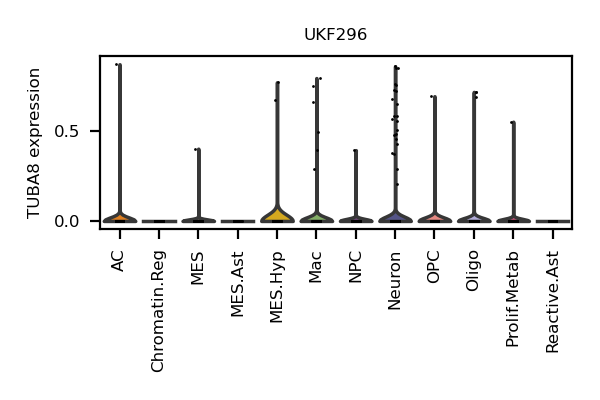 UKF296
TUBA8 expression
0.5
0.0
AC
Chromatin.Reg
MES
MES.Ast
MES.Hyp
Mac
NPC
Neuron
OPC
Oligo
Prolif.Metab
Reactive.Ast